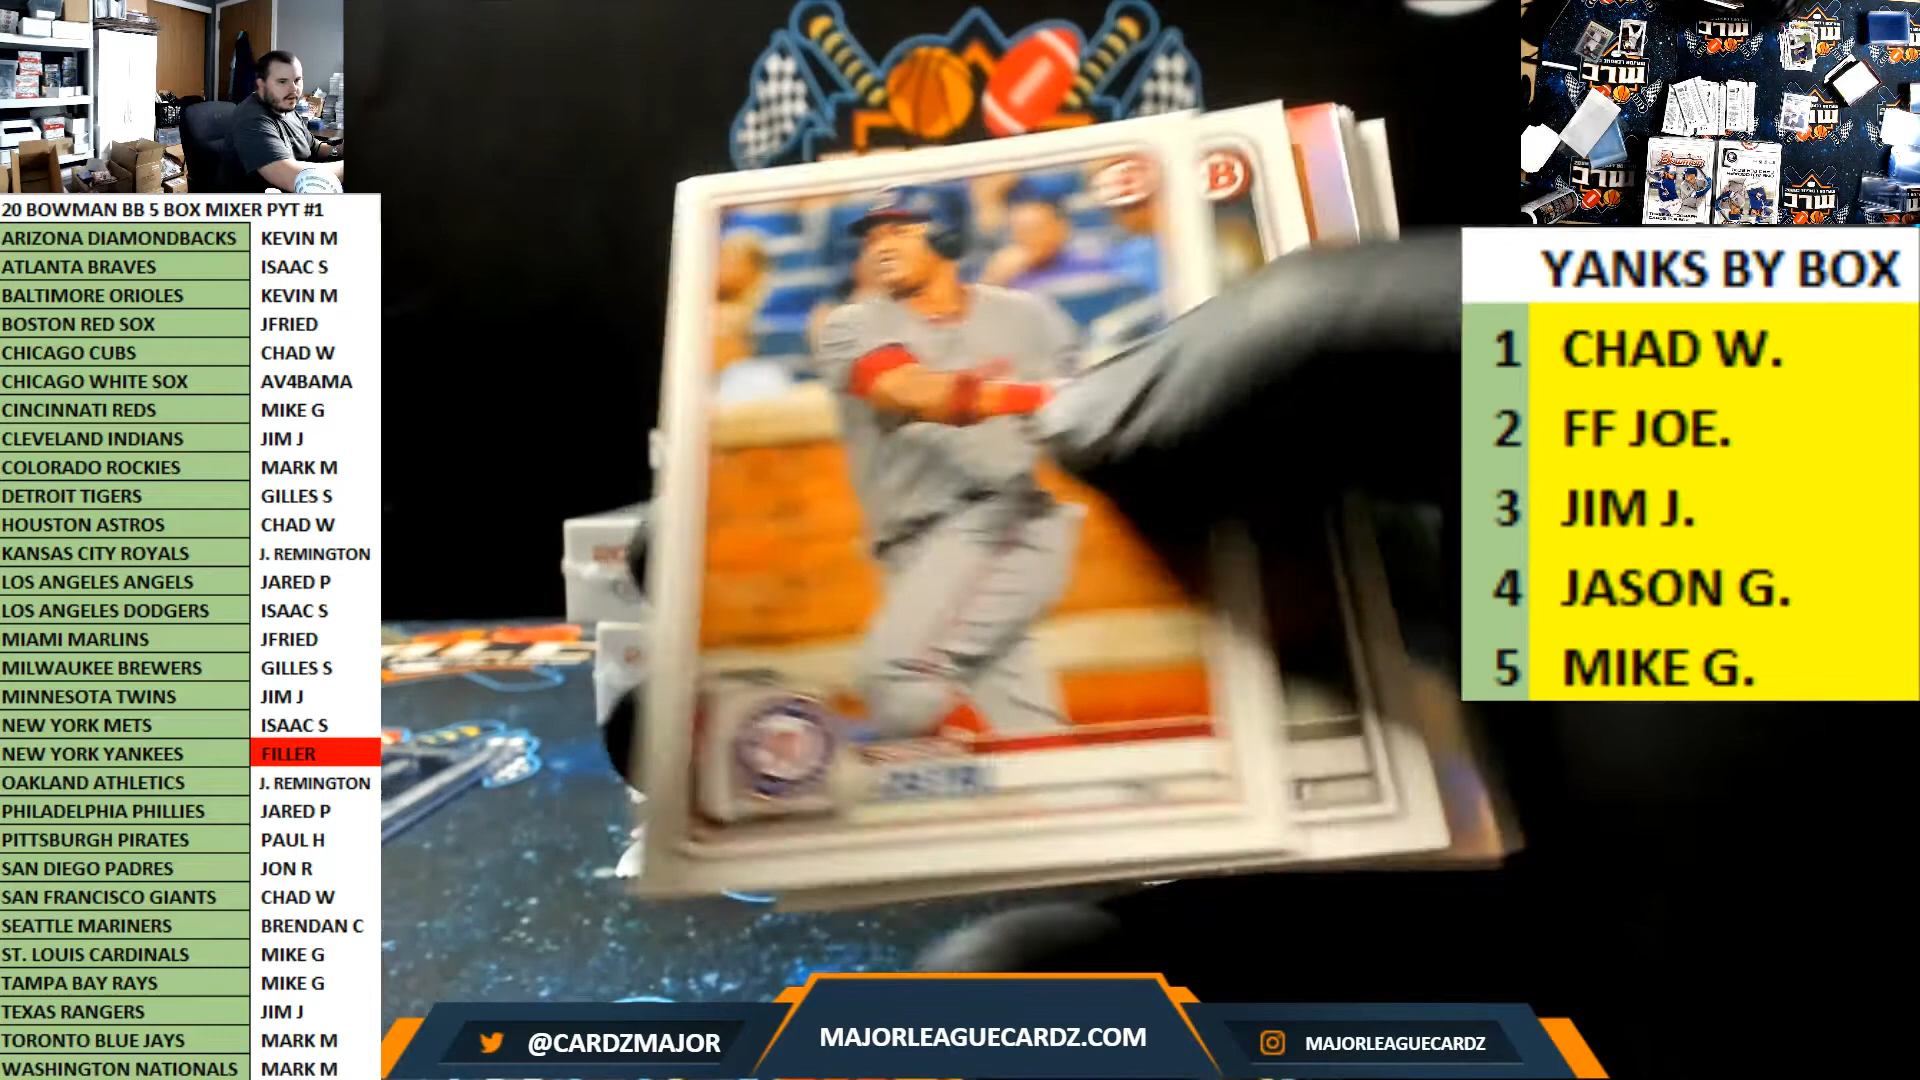 20 BOWMAN BB 5 BOX MIXER PYT #1
ARIZONA DIAMONDBACKS KEVIN M
ATLANTA BRAVES ISAAC S
BALTIMORE ORIOLES KEVIN M
BOSTON RED SOX JFRIED
CHICAGO CUBS CHAD W
CHICAGO WHITE SOX AV4BAMA
CINCINNATI REDS MIKE G
CLEVELAND INDIANS JIM J
COLORADO ROCKIES MARK M
DETROIT TIGERS GILLES S
HOUSTON ASTROS CHAD W
KANSAS CITY ROYALS J. REMINGTON
LOS ANGELES ANGELS JARED P
LOS ANGELES DODGERS ISAAC S
MIAMI MARLINS JFRIED
MILWAUKEE BREWERS GILLES S
MINNESOTA TWINS JIM J
NEW YORK METS ISAAC S
NEW YORK YANKEES FILLER
OAKLAND ATHLETICS J. REMINGTON
PHILADELPHIA PHILLIES JARED P
PITTSBURGH PIRATES PAUL H
SAN DIEGO PADRES JON R
SAN FRANCISCO GIANTS CHAD W
SEATTLE MARINERS BRENDAN C
ST. LOUIS CARDINALS MIKE G
TAMPA BAY RAYS MIKE G
TEXAS RANGERS JIM J
TORONTO BLUE JAYS MARK M
WASHINGTON NATIONALS MARK M
B
YANKS BY BOX
1 CHAD W.
2 FF JOE.
3 JIM J.
4 JASON G.
5 MIKE G.
@CARDZMAJOR
MAJORLEAGUECARDZ.COM
MAJORLEAGUECARDZ